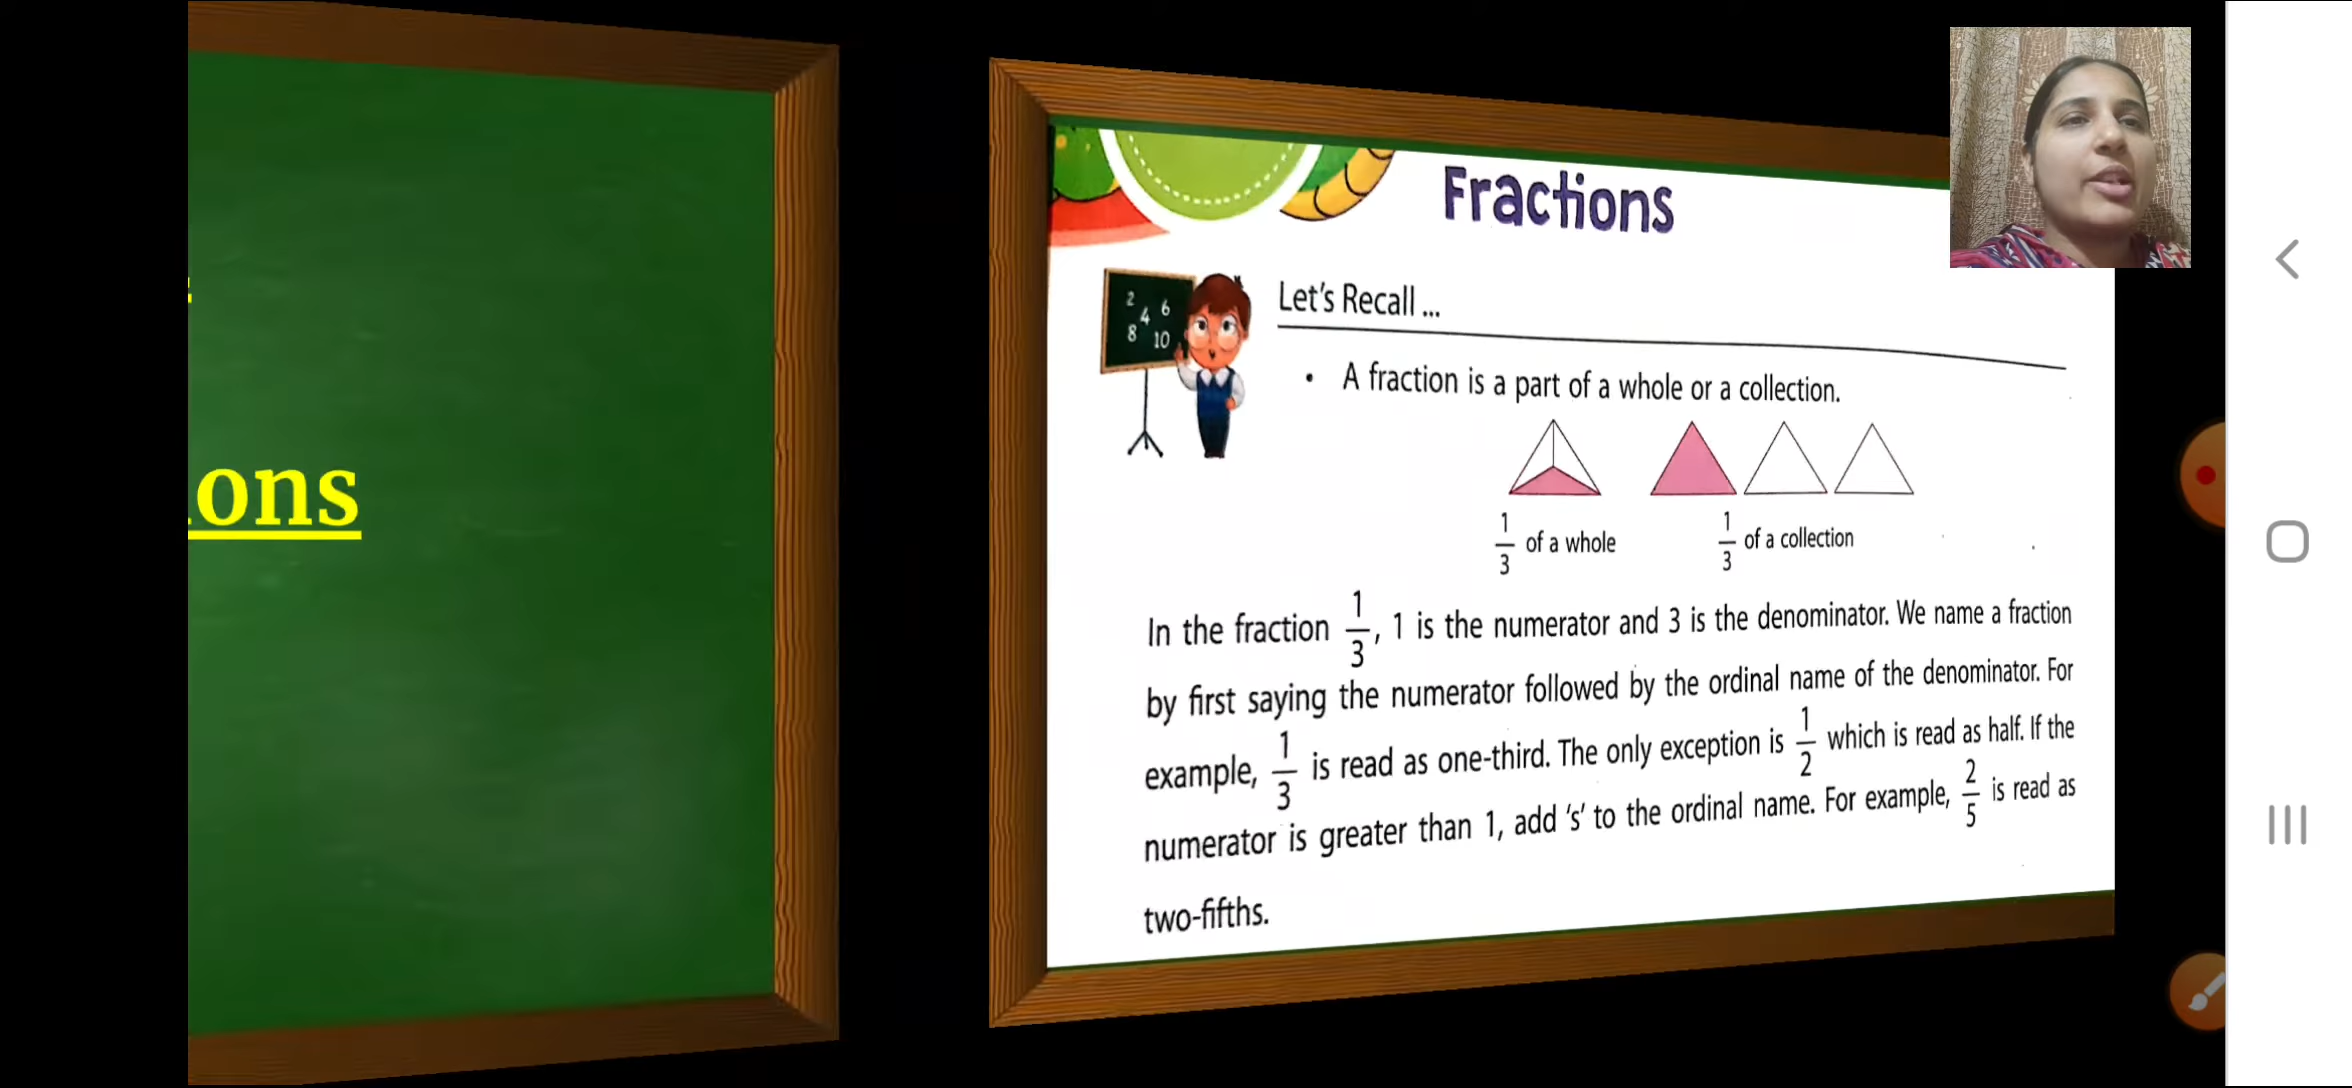 ons
Fractions
2 4 6
8 10
Let's Recall ...
• A fraction is a part of a whole or a collection.
1/3 of a whole 1/3 of a collection
In the fraction 1/3, 1 is the numerator and 3 is the denominator. We name a fraction
by first saying the numerator followed by the ordinal name of the denominator. For
example, 1/3 is read as one-third. The only exception is 1/2 which is read as half. If the
numerator is greater than 1, add 's' to the ordinal name. For example, 2/5 is read as
two-fifths.